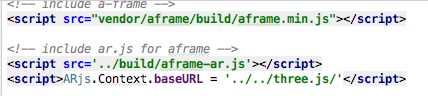 <!-- include a-frame -->
<script src="vendor/aframe/build/aframe.min.js"></script>
<!-- include ar.js for aframe -->
<script src='../build/aframe-ar.js'></script>
<script>ARjs.Context.baseURL = '../../three.js/'</script>